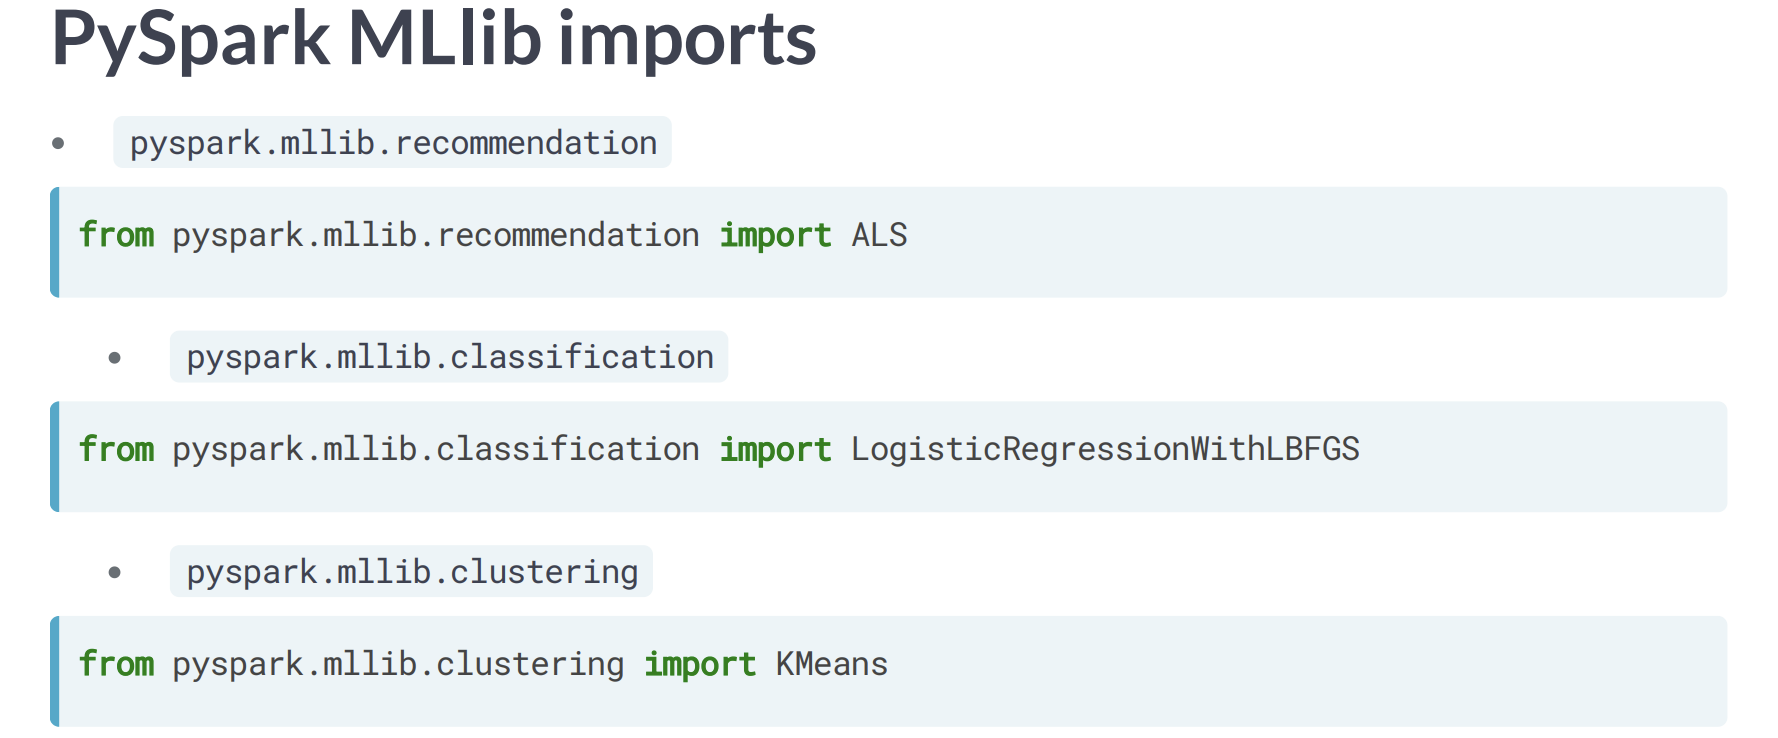 PySpark MLlib imports
pyspark.mllib.recommendation
from pyspark.mllib.recommendation import ALS
pyspark.mllib.classification
from pyspark.mllib.classification import LogisticRegressionWithLBFGS
pyspark.mllib.clustering
from pyspark.mllib.clustering import KMeans